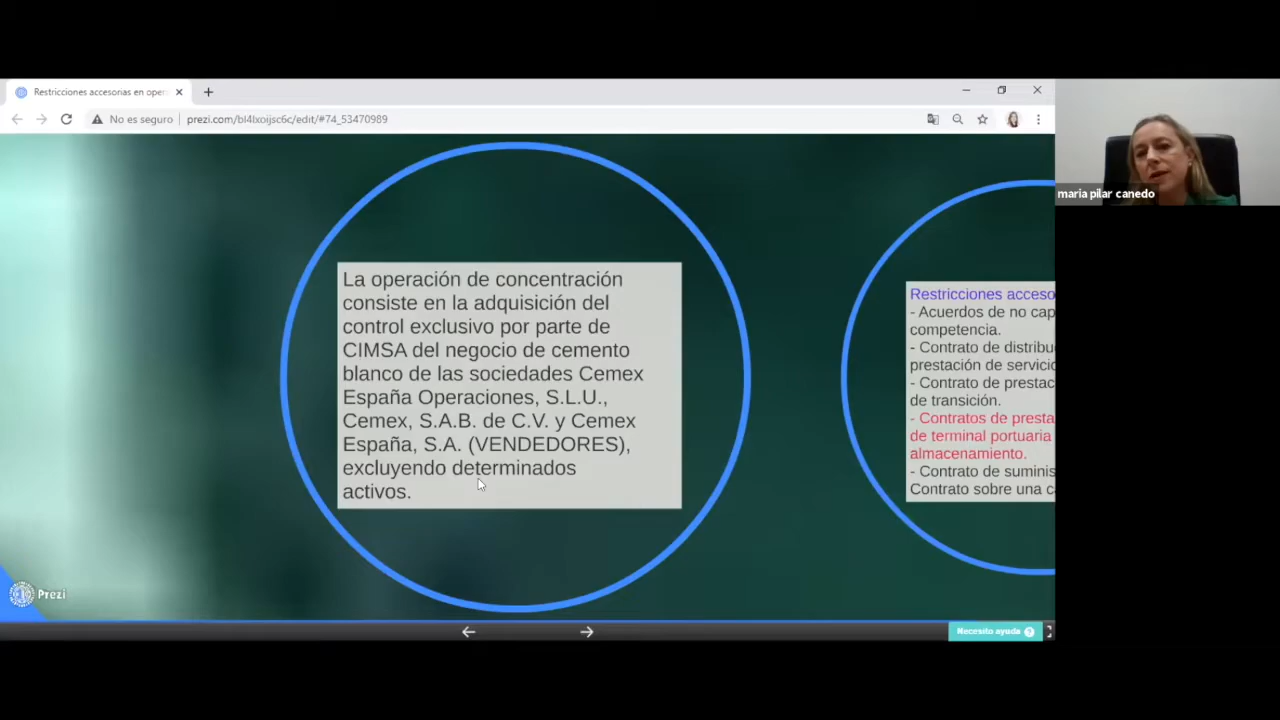 Restricciones accesorias en oper
No es seguro
prezi.com/bl4lxoijsc6c/edit/#74_53470989
maria pilar canedo
La operación de concentración
consiste en la adquisición del
control exclusivo por parte de
CIMSA del negocio de cemento
blanco de las sociedades Cemex
España Operaciones, S.L.U.,
Cemex, S.A.B. de C.V. y Cemex
España, S.A. (VENDEDORES),
excluyendo determinados
activos.
Restricciones acceso
- Acuerdos de no cap
competencia.
- Contrato de distribu
prestación de servicio
- Contrato de prestac
de transición.
- Contratos de presta
de terminal portuaria
almacenamiento.
- Contrato de suminis
Contrato sobre una c
Prezi
Necesito ayuda ?